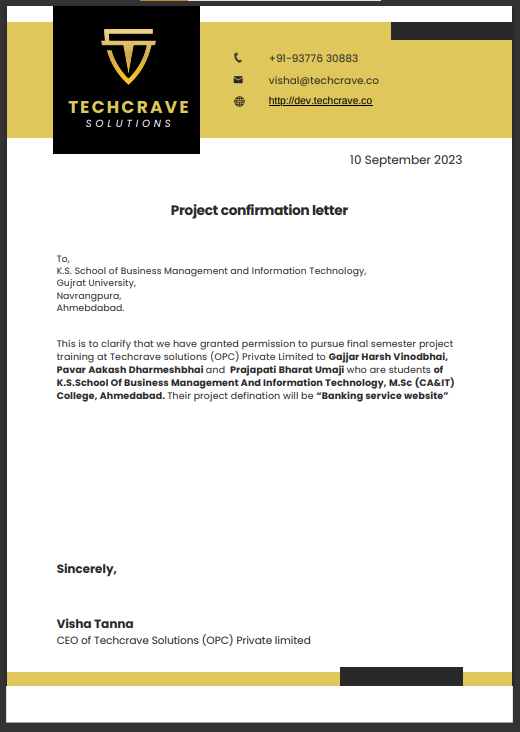 TECHCRAVE
SOLUTIONS
+91-93776 30883
vishal@techcrave.co
http://dev.techcrave.co
10 September 2023
Project confirmation letter
To,
K.S. School of Business Management and Information Technology,
Gujrat University,
Navrangpura,
Ahmebdabad.
This is to clarify that we have granted permission to pursue final semester project
training at Techcrave solutions (OPC) Private Limited to Gajjar Harsh Vinodbhai,
Pavar Aakash Dharmeshbhai and Prajapati Bharat Umaji who are students of
K.S.School Of Business Management And Information Technology, M.Sc (CA&IT)
College, Ahmedabad. Their project defination will be “Banking service website”
Sincerely,
Visha Tanna
CEO of Techcrave Solutions (OPC) Private limited